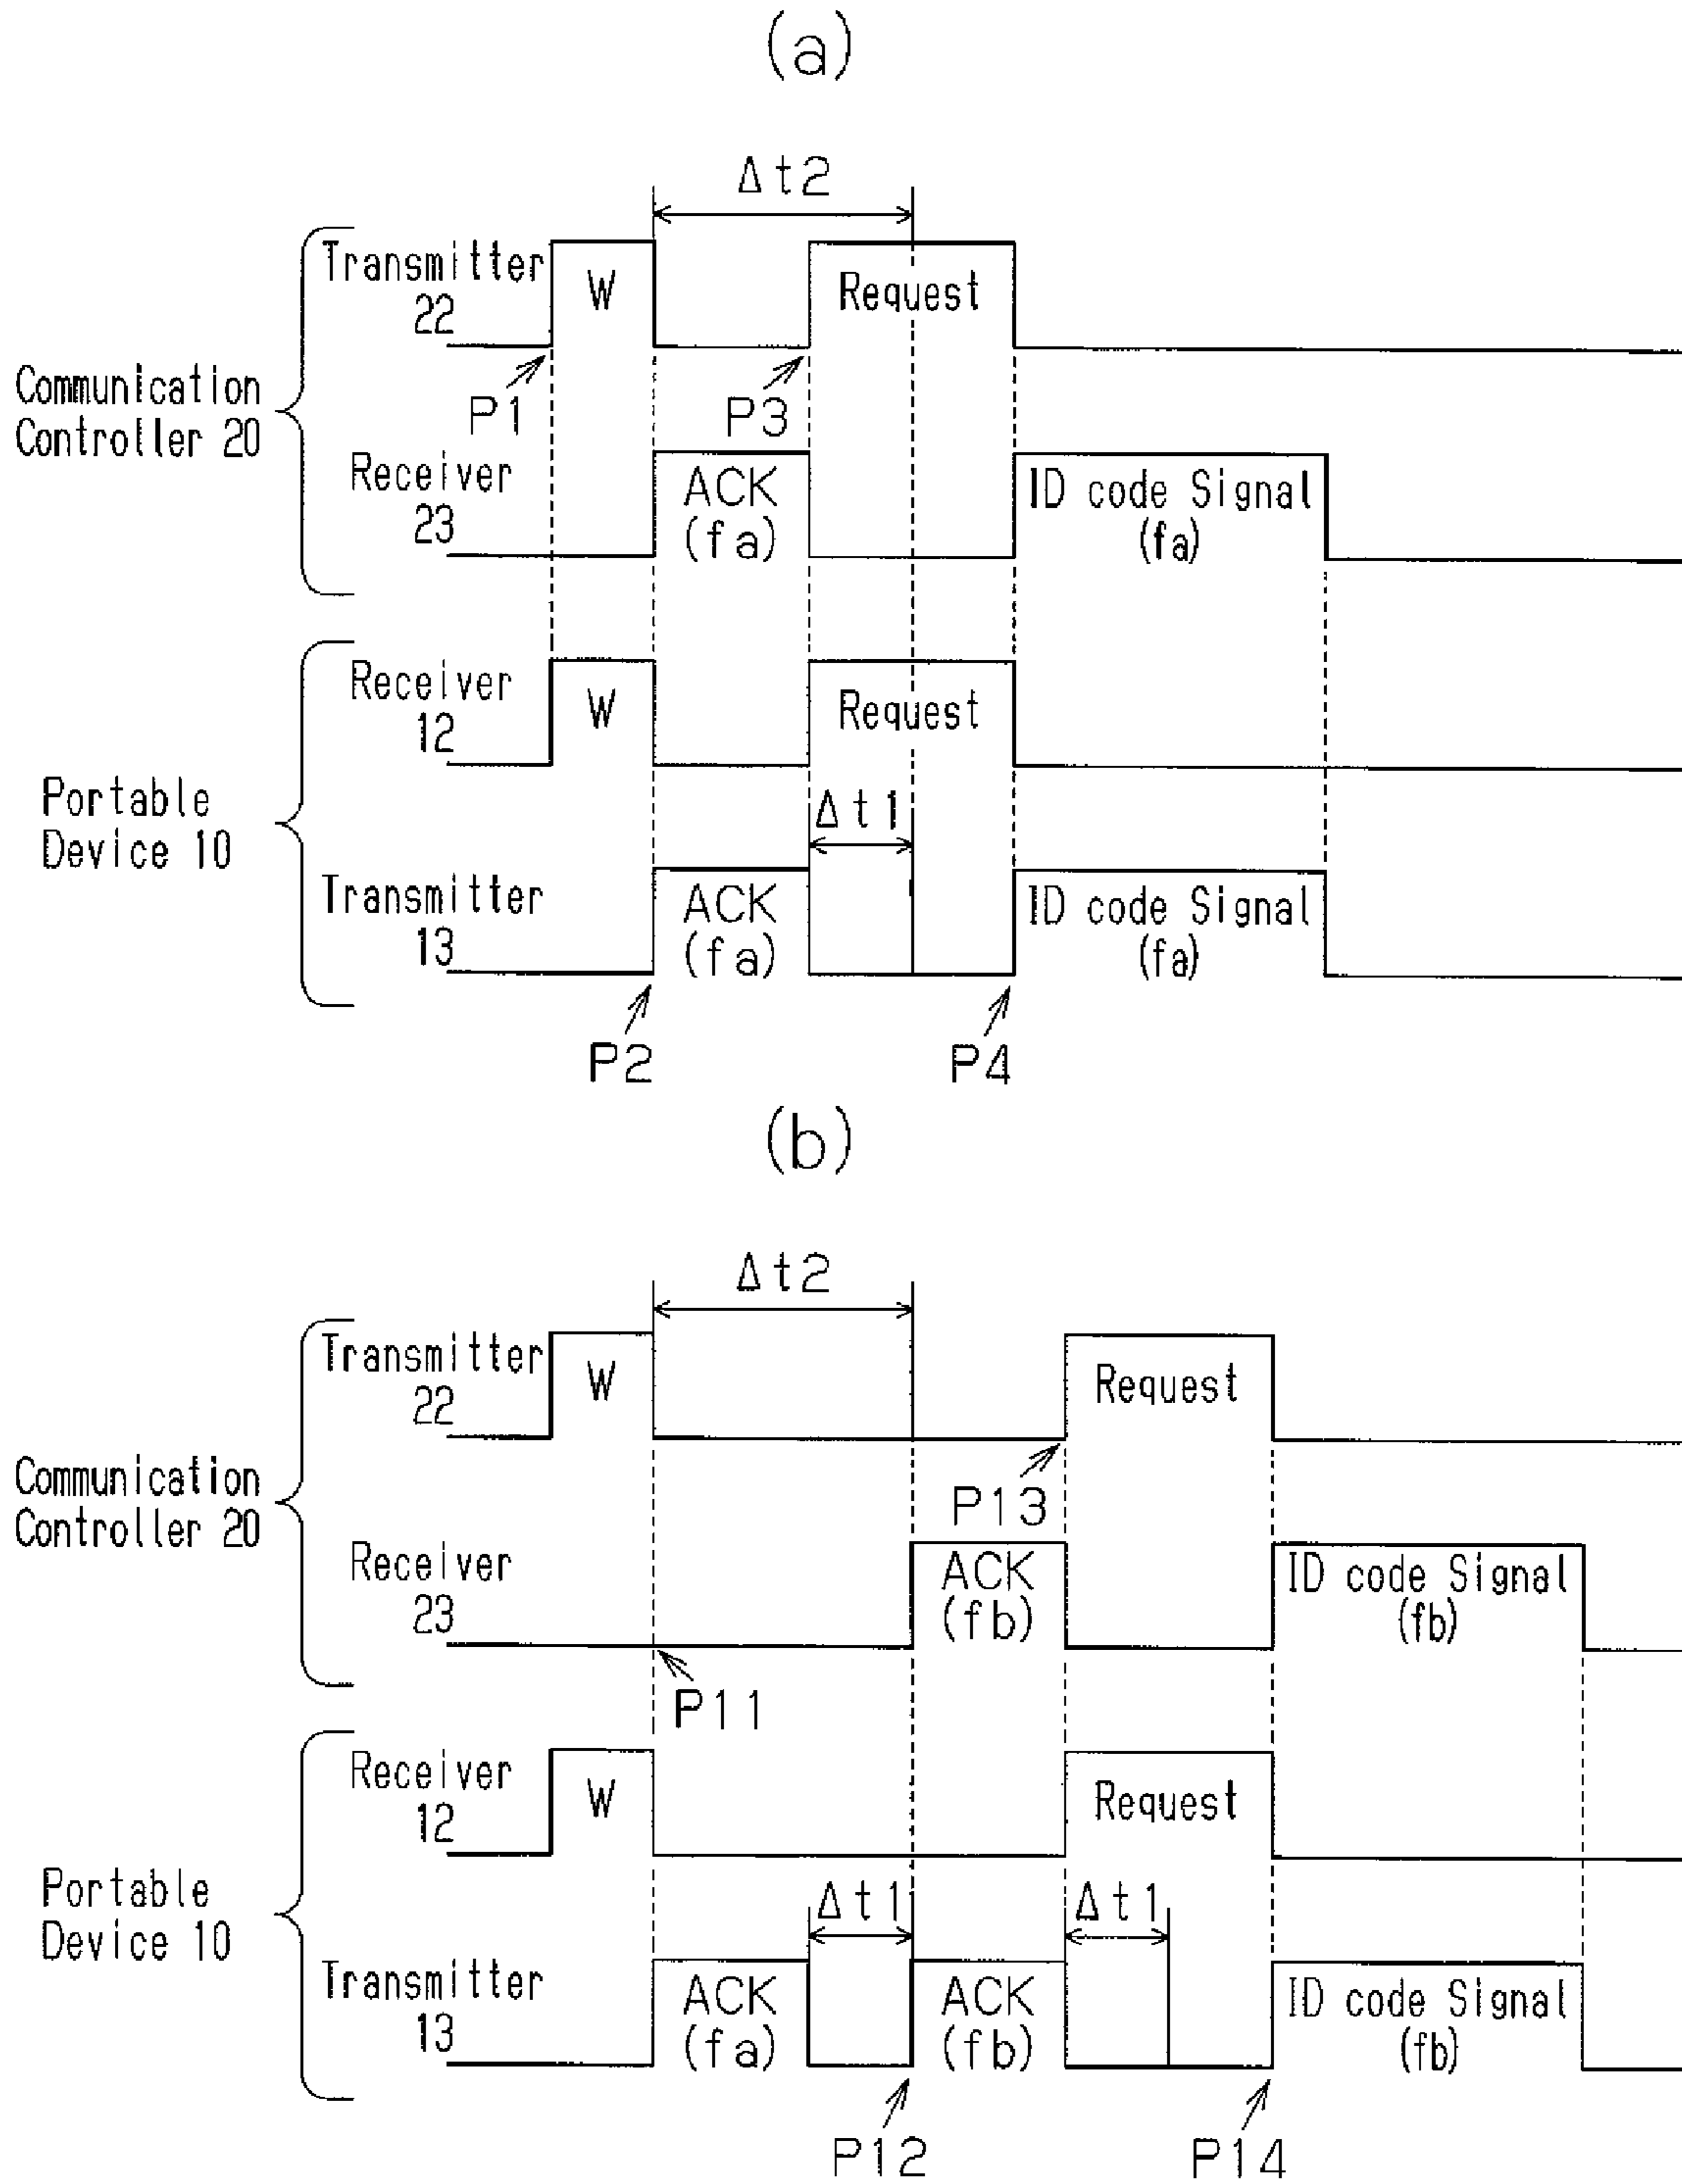 (a)
Δt2
Transmitter
22
W
Request
P1
P3
Communication
Controller 20
Receiver
23
ACK
(fa)
ID code Signal
(fa)
Receiver
12
W
Request
Portable
Device 10
Δt1
Transmitter
13
ACK
(fa)
ID code Signal
(fa)
P2
P4
(b)
Δt2
Transmitter
22
W
Request
P13
Communication
Controller 20
Receiver
23
ACK
(fb)
ID code Signal
(fb)
P11
Receiver
12
W
Request
Portable
Device 10
Δt1
Δt1
Transmitter
13
ACK
(fa)
ACK
(fb)
ID code Signal
(fb)
P12
P14